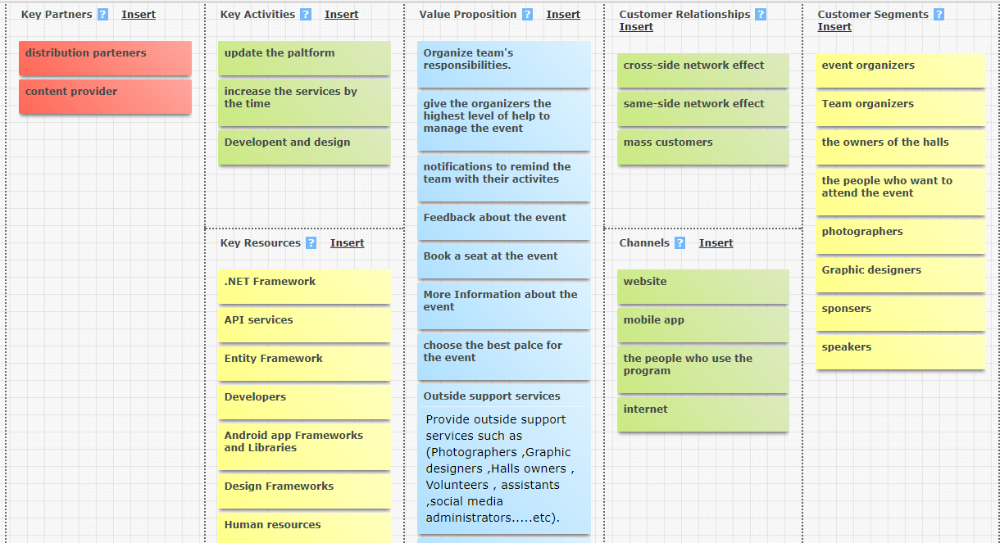 Key Partners ? Insert
distribution parteners
content provider
Key Activities ? Insert
update the paltform
increase the services by
the time
Developent and design
Key Resources ? Insert
.NET Framework
API services
Entity Framework
Developers
Android app Frameworks
and Libraries
Design Frameworks
Human resources
Value Proposition ? Insert
Organize team's
responsibilities.
give the organizers the
highest level of help to
manage the event
notifications to remind the
team with their activites
Feedback about the event
Book a seat at the event
More Information about the
event
choose the best palce for
the event
Outside support services
Provide outside support
services such as
(Photographers ,Graphic
designers ,Halls owners ,
Volunteers , assistants
,social media
administrators.....etc).
Customer Relationships ?
Insert
cross-side network effect
same-side network effect
mass customers
Channels ? Insert
website
mobile app
the people who use the
program
internet
Customer Segments ?
Insert
event organizers
Team organizers
the owners of the halls
the people who want to
attend the event
photographers
Graphic designers
sponsers
speakers